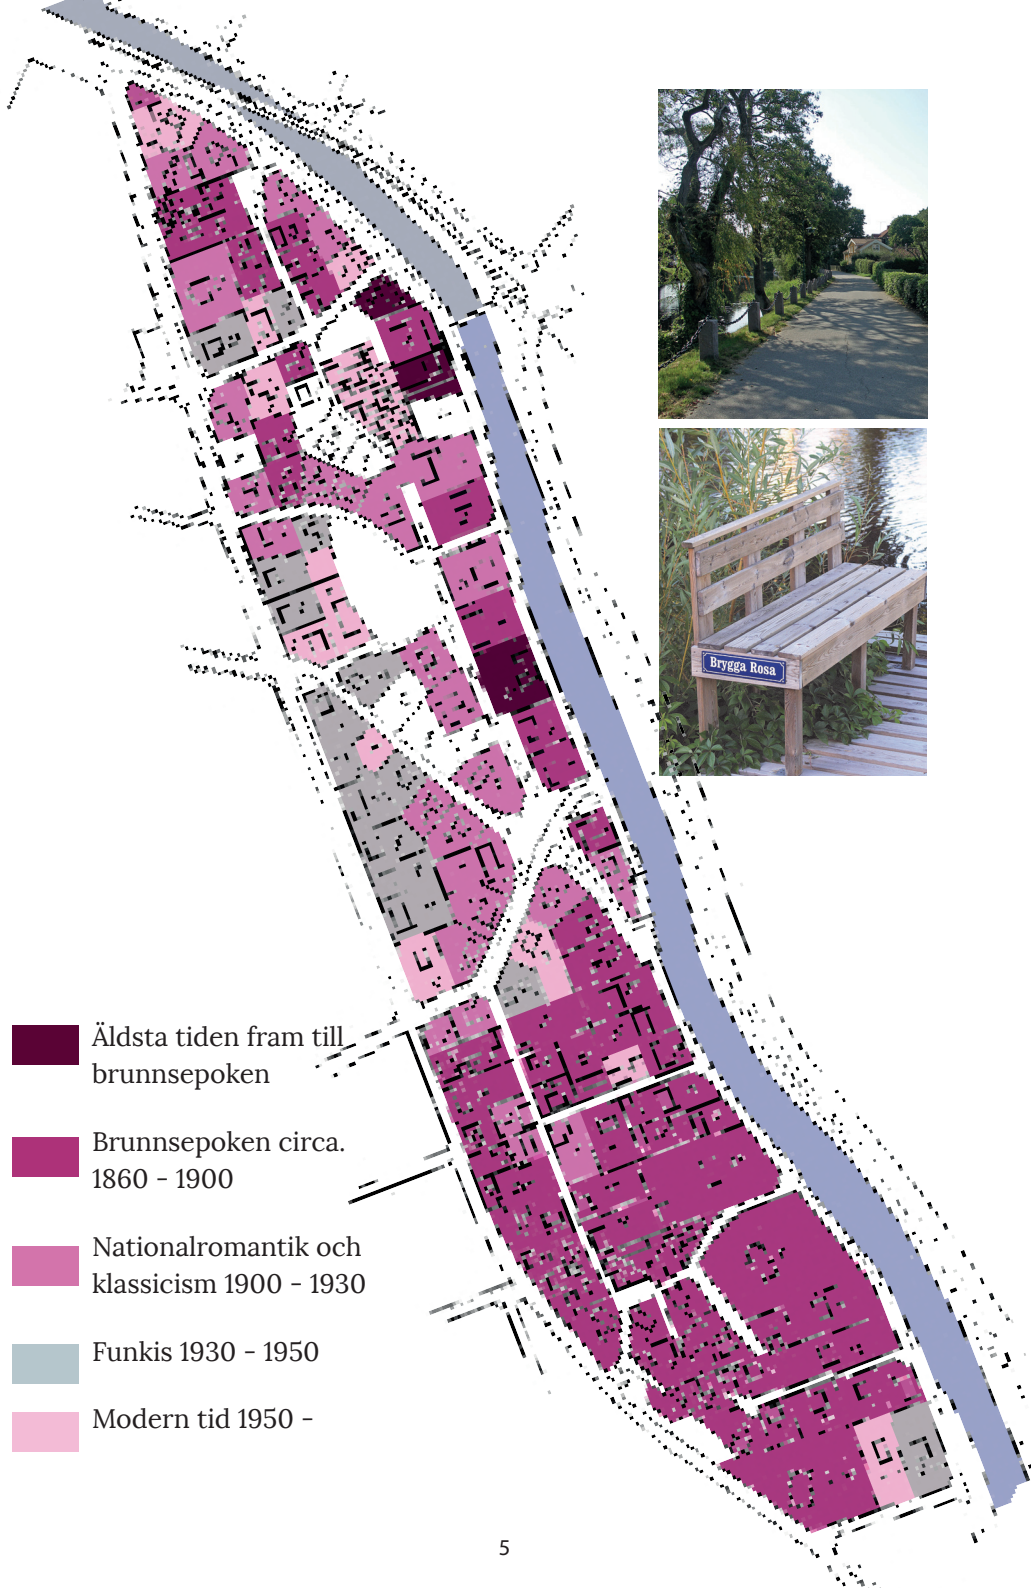 Brygga Rosa
Äldsta tiden fram till
brunnsepoken
Brunnsepoken circa.
1860 - 1900
Nationalromantik och
klassicism 1900 - 1930
Funkis 1930 - 1950
Modern tid 1950 -
5